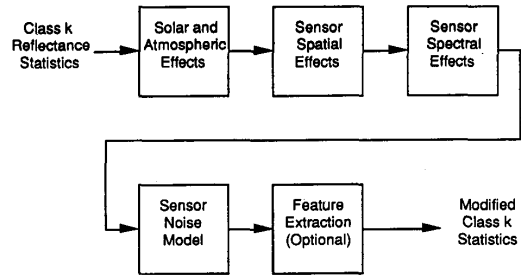 Class k
Reflectance
Statistics
Solar and
Atmospheric
Effects
Sensor
Spatial
Effects
Sensor
Spectral
Effects
Sensor
Noise
Model
Feature
Extraction
(Optional)
Modified
Class k
Statistics